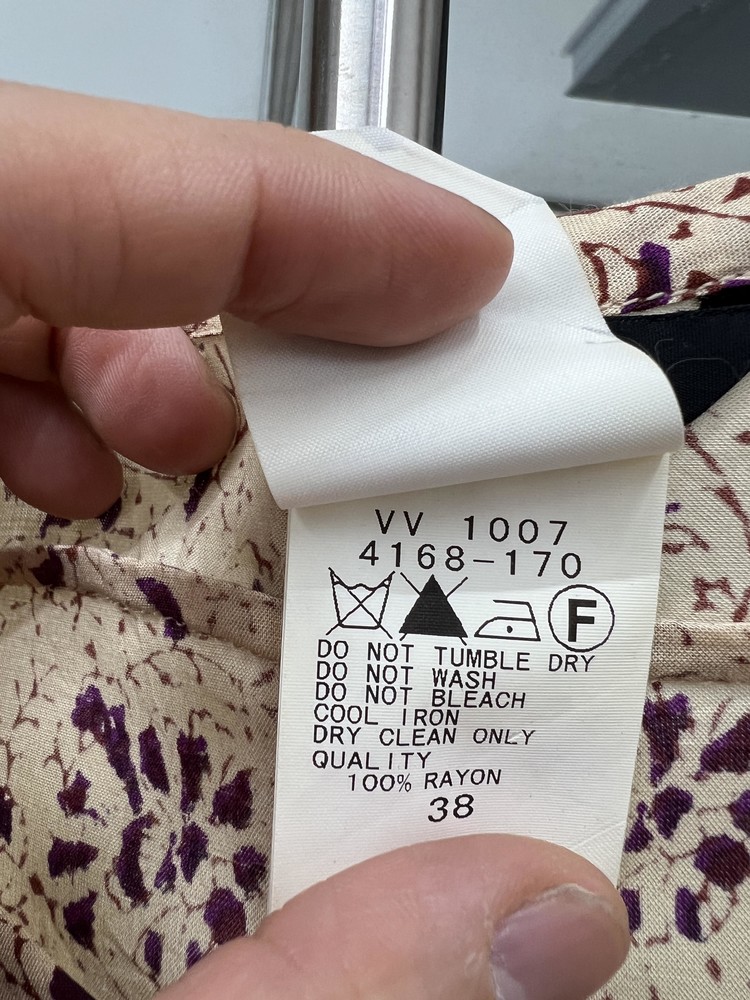 VV 1007
4168-170
F
DO NOT TUMBLE DRY
DO NOT WASH
DO NOT BLEACH
COOL IRON
DRY CLEAN ONLY
QUALITY
100% RAYON
38